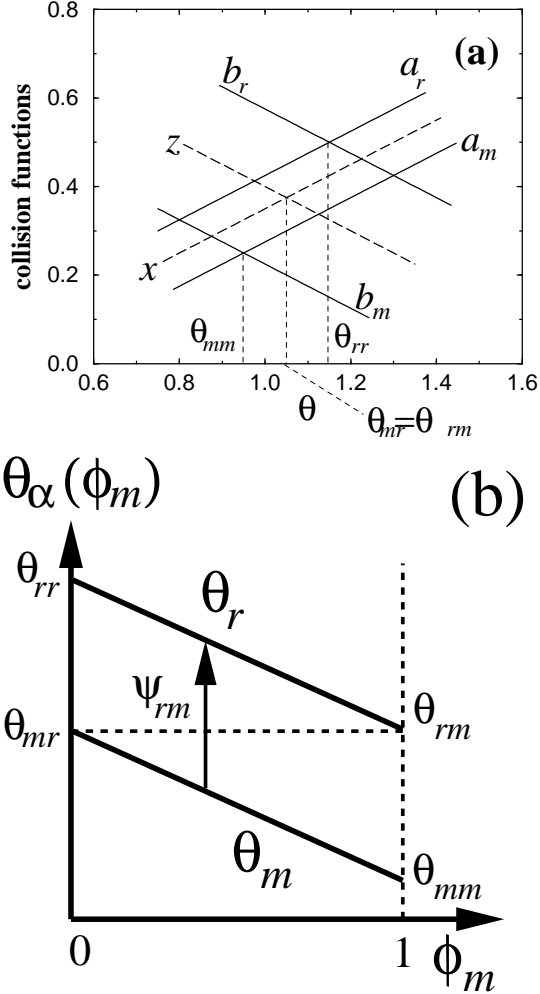 0.8
(a)
b_r
a_r
0.6
z
a_m
collision functions
0.4
x
0.2
b_m
θ_mm
θ_rr
0.0
0.6 0.8 1.0 1.2 1.4 1.6
θ
θ_mr=θ_rm
θ_α(ϕ_m)
(b)
θ_rr
θ_r
ψ_rm
θ_mr
θ_rm
θ_m
θ_mm
0
1
ϕ_m